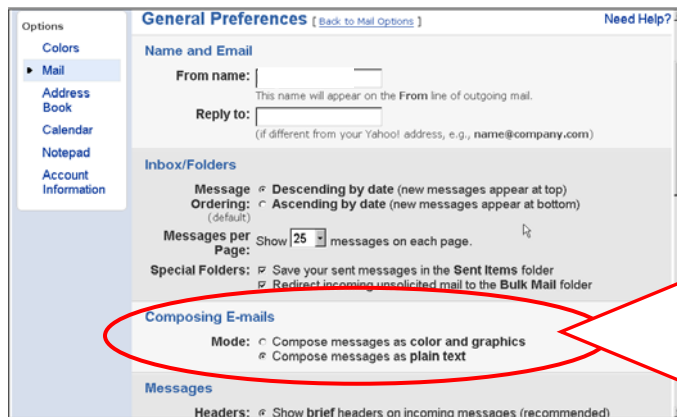 Options
Colors
Mail
Address
Book
Calendar
Notepad
Account
Information
General Preferences [ Back to Mail Options ]
Need Help?
Name and Email
From name:
This name will appear on the From line of outgoing mail.
Reply to:
(if different from your Yahoo! address, e.g., name@company.com)
Inbox/Folders
Message Ordering: Descending by date (new messages appear at top)
(default) Ascending by date (new messages appear at bottom)
Messages per Page: Show 25 messages on each page.
Special Folders: Save your sent messages in the Sent Items folder
Redirect incoming unsolicited mail to the Bulk Mail folder
Composing E-mails
Mode: Compose messages as color and graphics
Compose messages as plain text
Messages
Headers: Show brief headers on incoming messages (recommended)